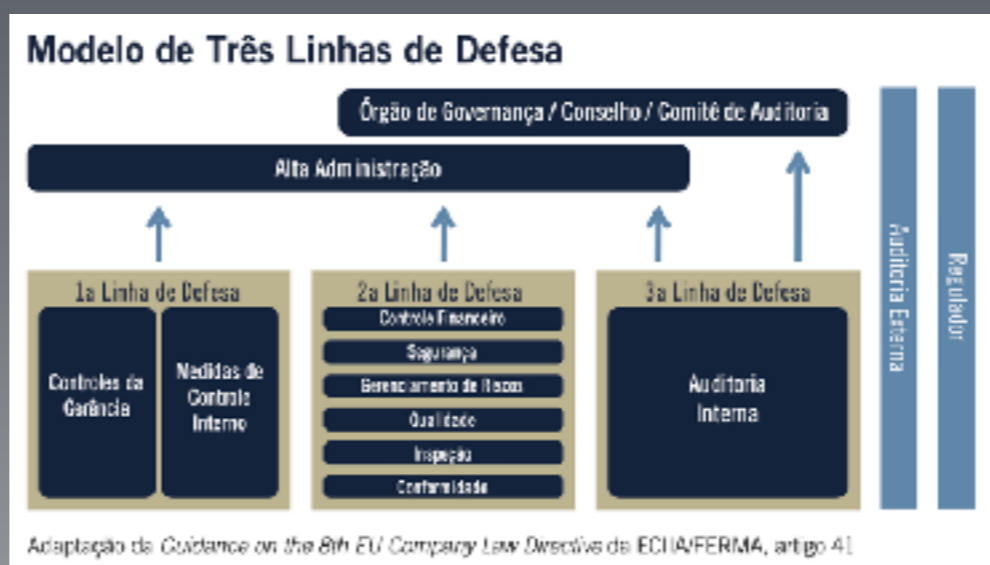 Modelo de Três Linhas de Defesa
Órgão de Governança / Conselho / Comitê de Auditoria
Alta Administração
1a Linha de Defesa
Controles da
Gerência
Medidas de
Controle
Interno
2a Linha de Defesa
Controle Financeiro
Segurança
Gerenciamento de Riscos
Qualidade
Inspeção
Conformidade
3a Linha de Defesa
Auditoria
Interna
Auditoria Externa
Regulador
Adaptação da Guidance on the 8th EU Company Law Directive da ECIIA/FERMA, artigo 41